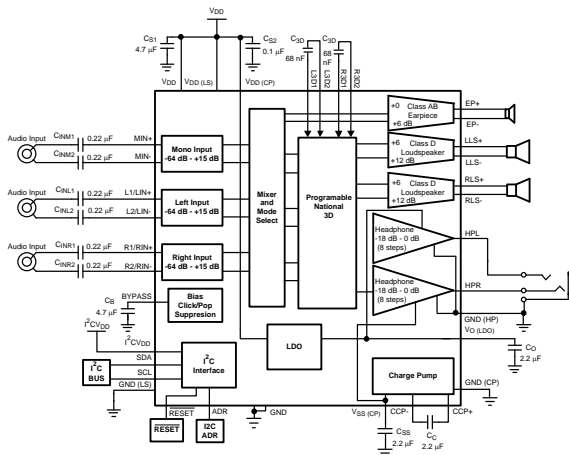 VDD
CS1
4.7 µF
CS2
0.1 µF
C3D
68 nF
C3D
68 nF
VDD
VDD (LS)
VDD (CP)
L3D1
L3D2
R3D1
R3D2
+0
Class AB
Earpiece
+6 dB
EP+
EP-
Audio Input
CINM1
0.22 µF
MIN+
CINM2
0.22 µF
MIN-
Mono Input
-64 dB - +15 dB
+6
Class D
Loudspeaker
+12 dB
LLS+
LLS-
Audio Input
CINL1
0.22 µF
L1/LIN+
CINL2
0.22 µF
L2/LIN-
Left Input
-64 dB - +15 dB
Mixer
and
Mode
Select
Programable
National
3D
+6
Class D
Loudspeaker
+12 dB
RLS+
RLS-
Audio Input
CINR1
0.22 µF
R1/RIN+
CINR2
0.22 µF
R2/RIN-
Right Input
-64 dB - +15 dB
Headphone
-18 dB - 0 dB
(8 steps)
HPL
Headphone
-18 dB - 0 dB
(8 steps)
HPR
CB
4.7 µF
BYPASS
Bias
Click/Pop
Suppresion
GND (HP)
VO (LDO)
I²CVDD
I²CVDD
LDO
CO
2.2 µF
I²C
BUS
SDA
SCL
I²C
Interface
GND (LS)
Charge Pump
GND (CP)
RESET
ADR
GND
VSS (CP)
CCP-
CCP+
RESET
I2C
ADR
CSS
2.2 µF
CC
2.2 µF